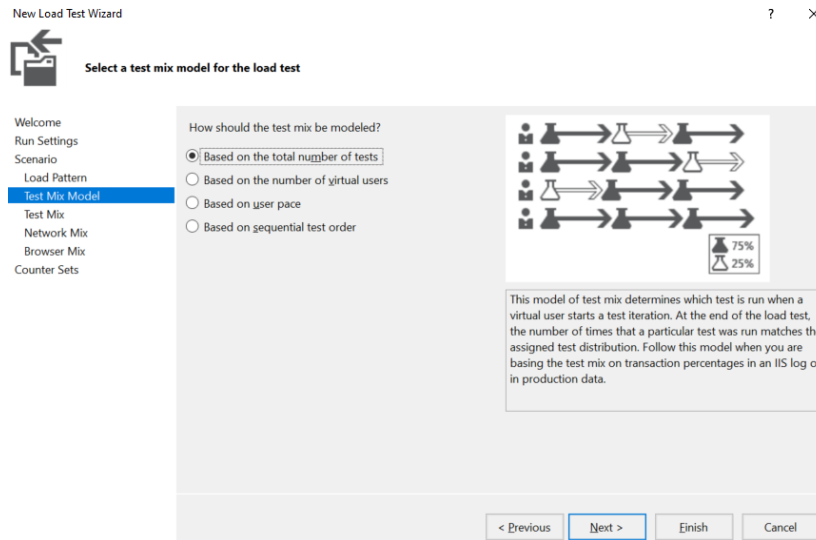 New Load Test Wizard
?
Select a test mix model for the load test
Welcome
Run Settings
Scenario
Load Pattern
Test Mix Model
Test Mix
Network Mix
Browser Mix
Counter Sets
How should the test mix be modeled?
Based on the total number of tests
Based on the number of virtual users
Based on user pace
Based on sequential test order
75%
25%
This model of test mix determines which test is run when a
virtual user starts a test iteration. At the end of the load test,
the number of times that a particular test was run matches th
assigned test distribution. Follow this model when you are
basing the test mix on transaction percentages in an IIS log o
in production data.
< Previous
Next >
Finish
Cancel